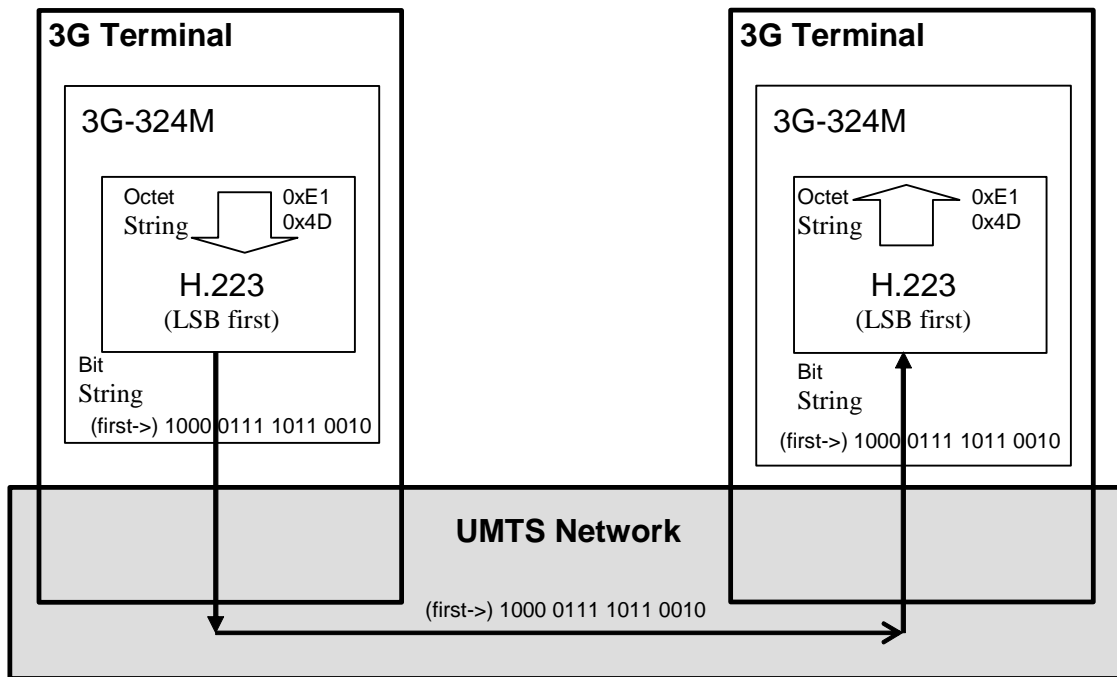 3G Terminal
3G-324M
Octet
String
0xE1
0x4D
H.223
(LSB first)
Bit
String
(first->) 1000 0111 1011 0010
3G Terminal
3G-324M
Octet
String
0xE1
0x4D
H.223
(LSB first)
Bit
String
(first->) 1000 0111 1011 0010
UMTS Network
(first->) 1000 0111 1011 0010